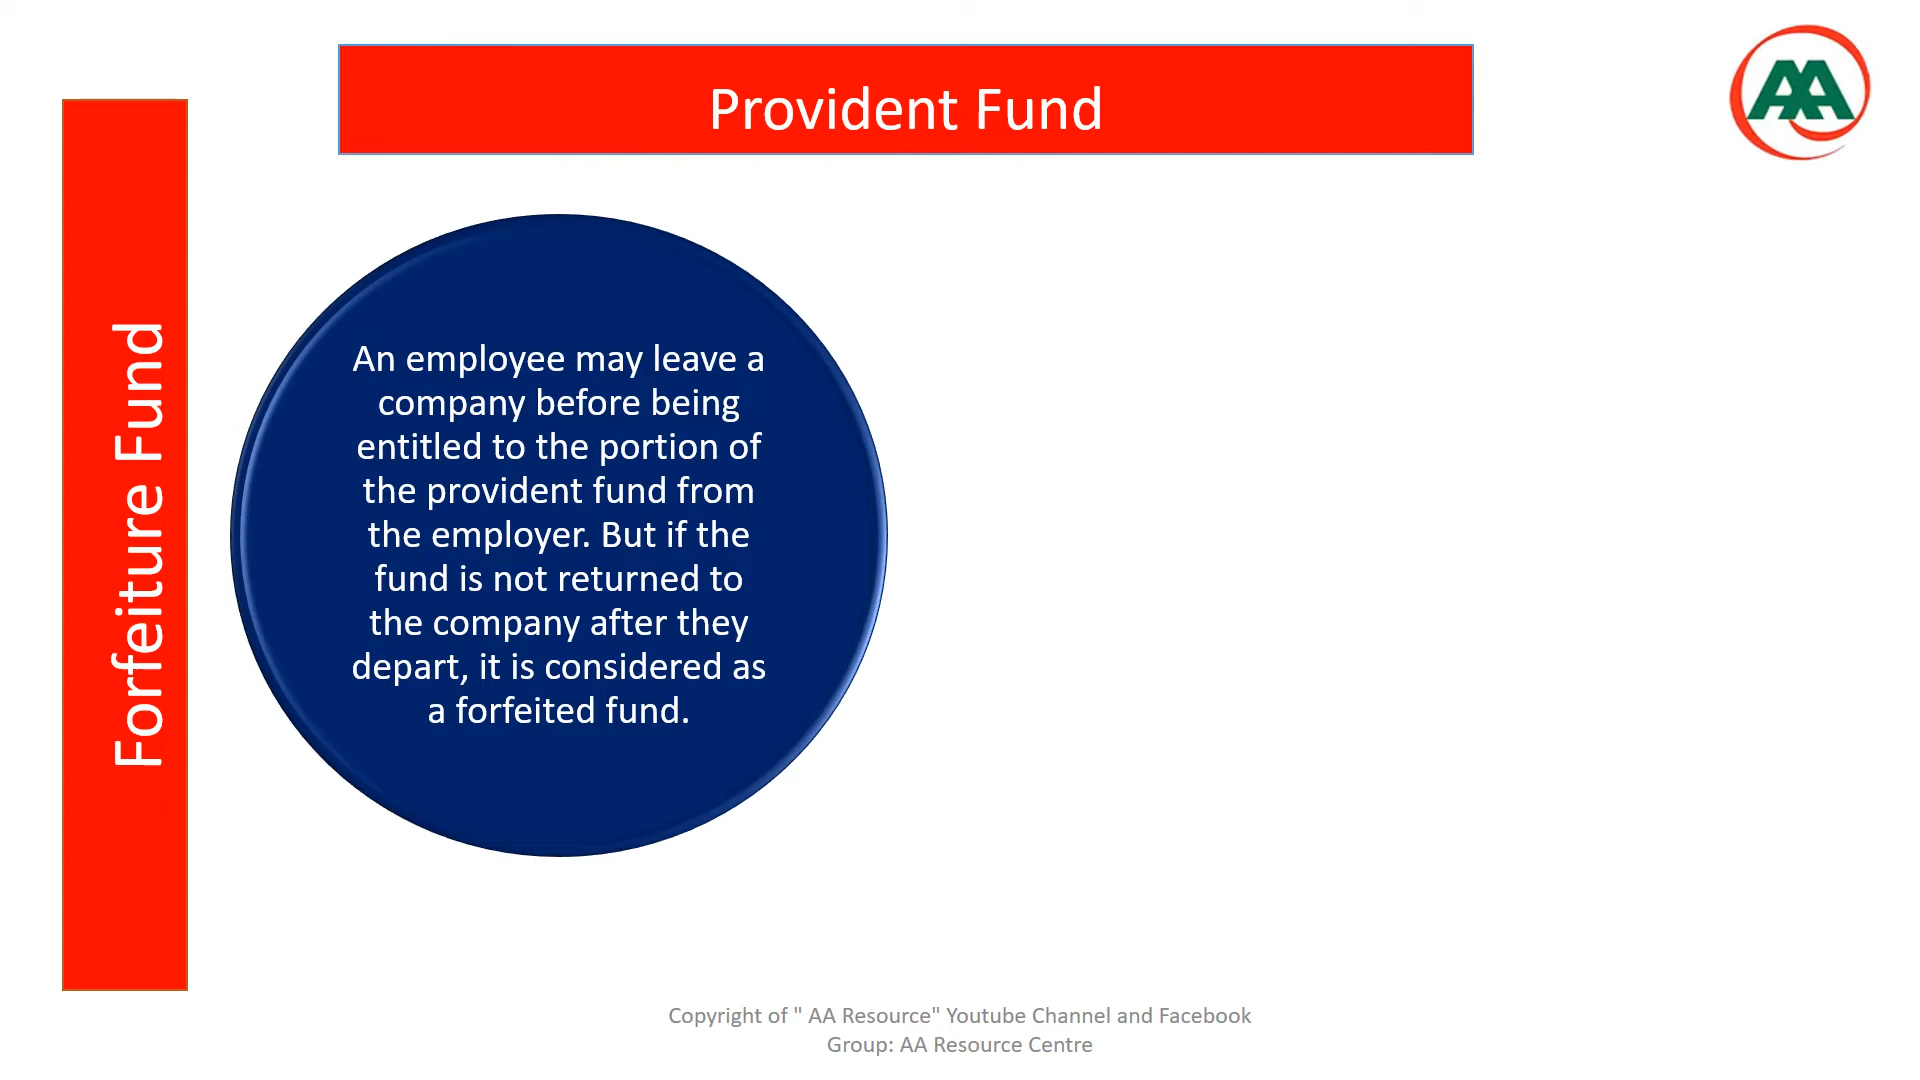 Provident Fund
AA
Forfeiture Fund
An employee may leave a
company before being
entitled to the portion of
the provident fund from
the employer. But if the
fund is not returned to
the company after they
depart, it is considered as
a forfeited fund.
Copyright of " AA Resource" Youtube Channel and Facebook
Group: AA Resource Centre